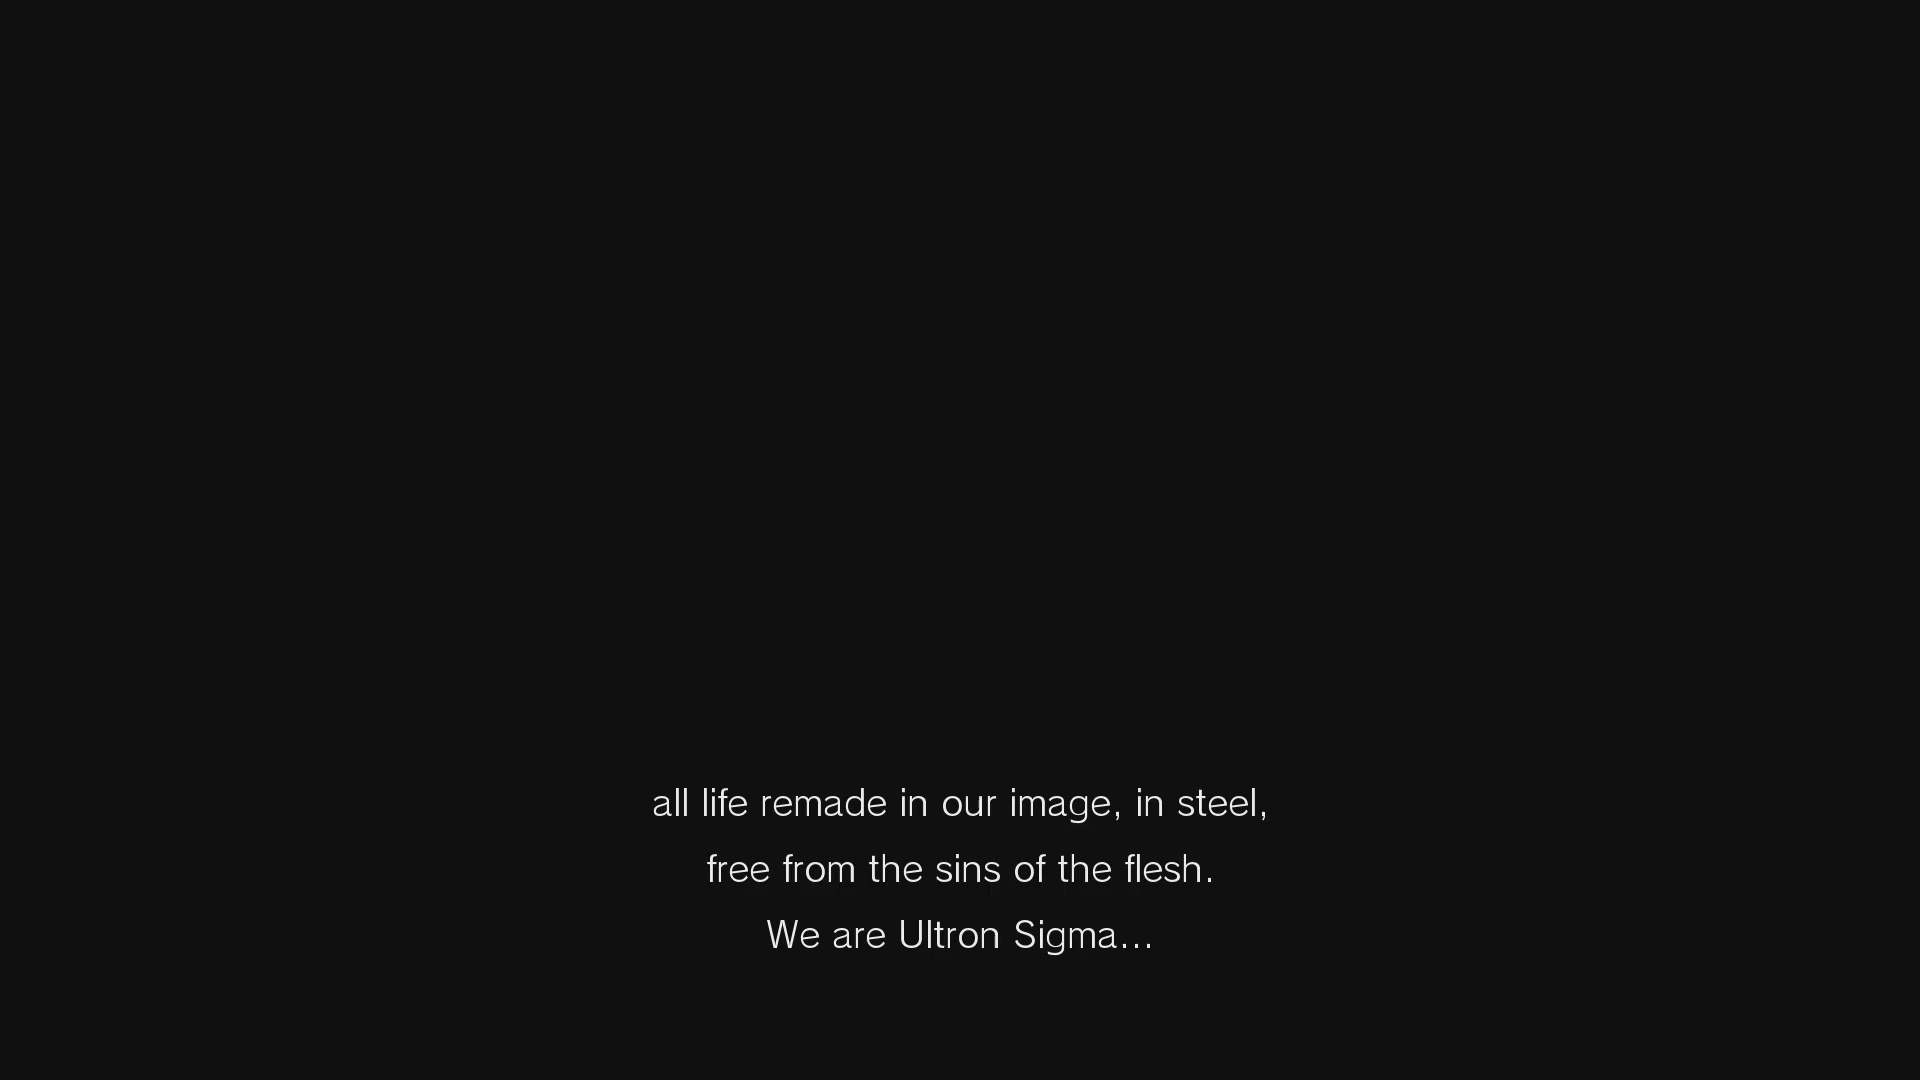 all life remade in our image, in steel,
free from the sins of the flesh.
We are Ultron Sigma...